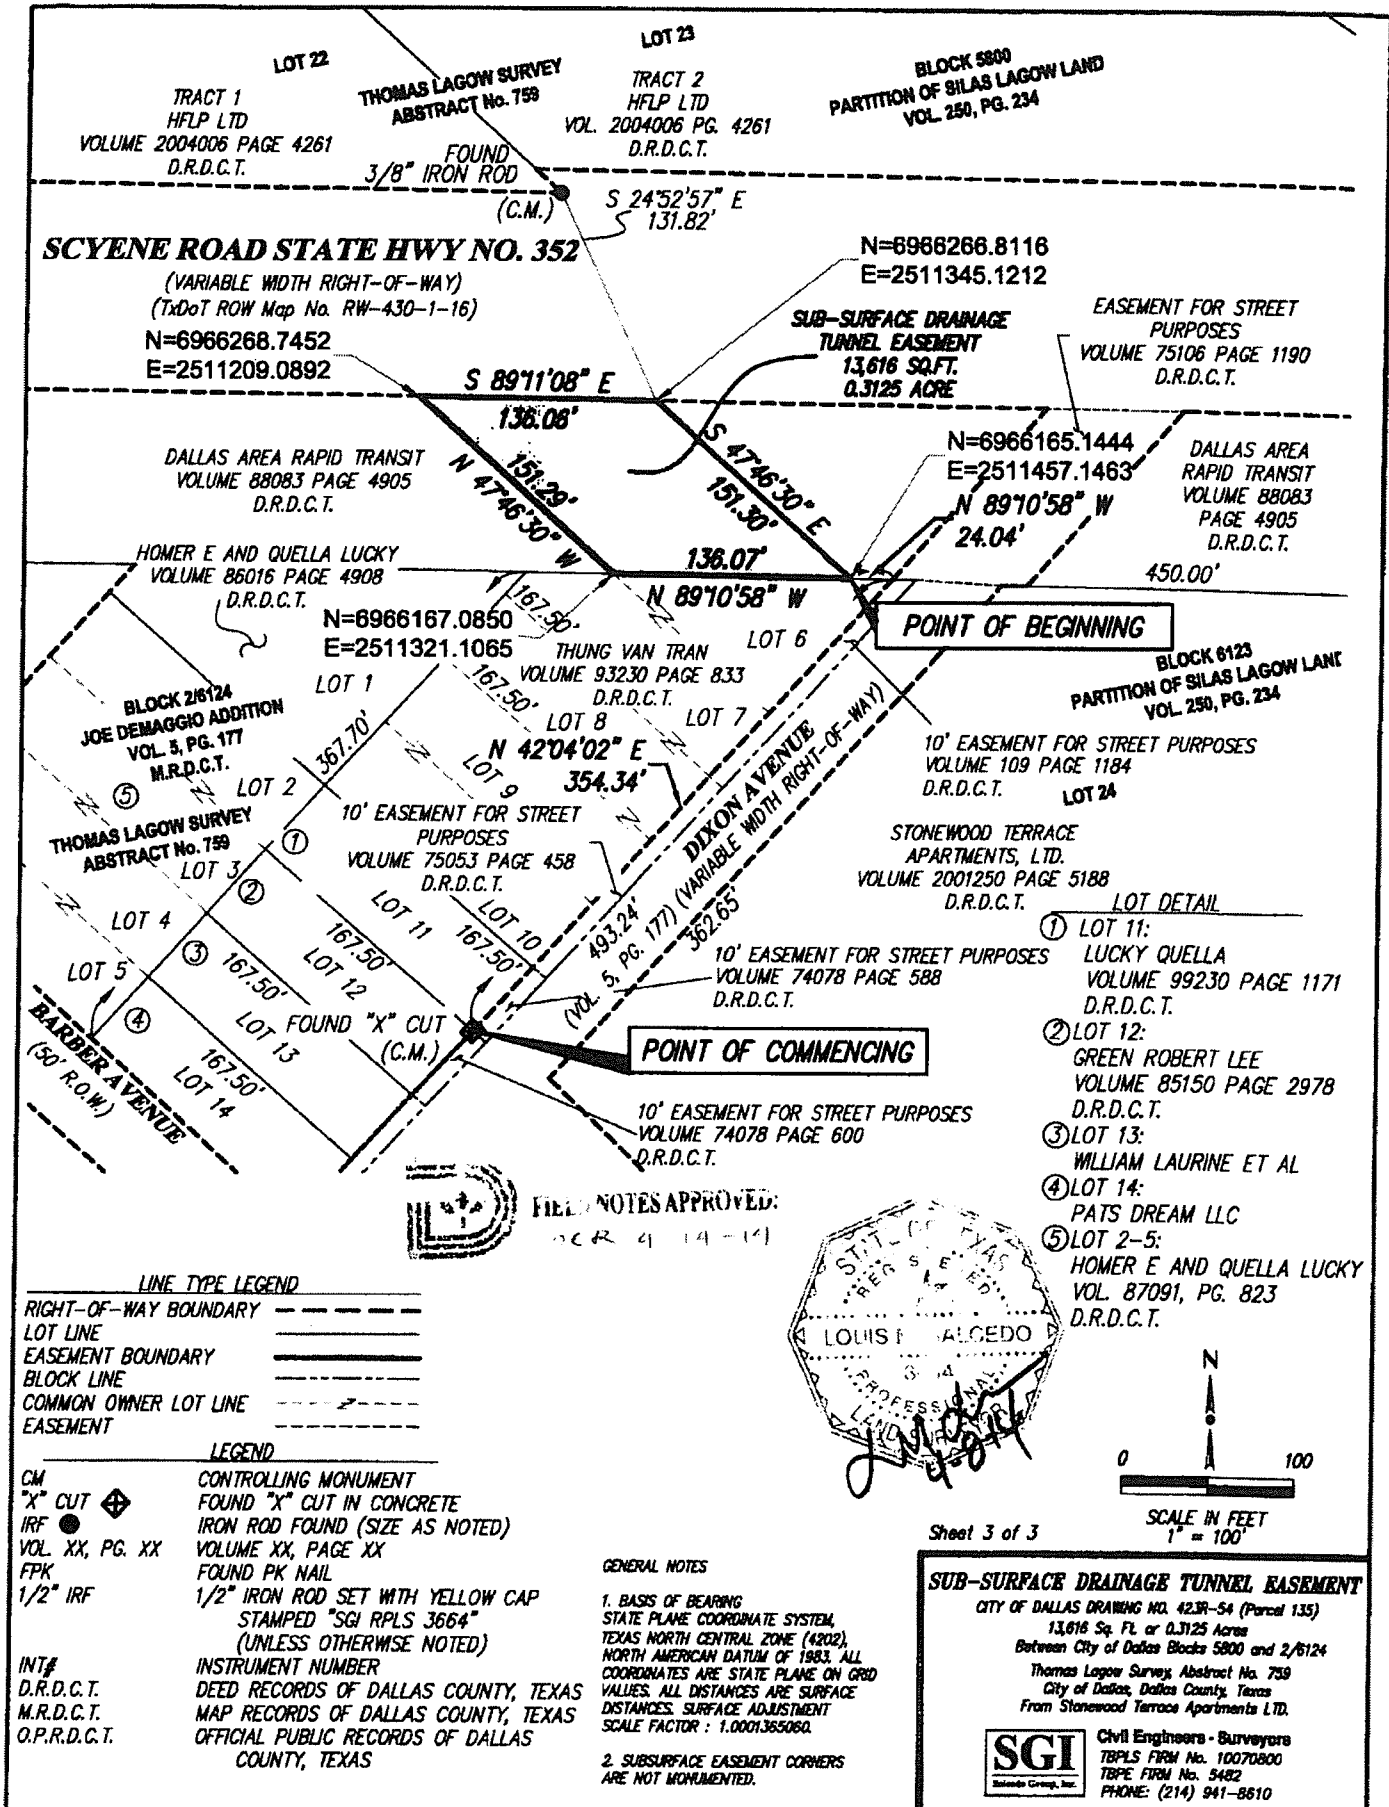 LOT 22
LOT 23
THOMAS LAGOW SURVEY
ABSTRACT No. 759
BLOCK 5800
PARTITION OF SILAS LAGOW LAND
VOL. 250, PG. 234
TRACT 1
HFLP LTD
VOLUME 2004006 PAGE 4261
D.R.D.C.T.
TRACT 2
HFLP LTD
VOL. 2004006 PG. 4261
D.R.D.C.T.
FOUND
3/8" IRON ROD
(C.M.)
S 24°52'57" E
131.82'
SCYENE ROAD STATE HWY NO. 352
(VARIABLE WIDTH RIGHT-OF-WAY)
(TxDoT ROW Map No. RW-430-1-16)
N=6966266.8116
E=2511345.1212
N=6966268.7452
E=2511209.0892
SUB-SURFACE DRAINAGE
TUNNEL EASEMENT
13,616 SQ.FT.
0.3125 ACRE
EASEMENT FOR STREET
PURPOSES
VOLUME 75106 PAGE 1190
D.R.D.C.T.
S 89°11'08" E
136.06'
DALLAS AREA RAPID TRANSIT
VOLUME 88083 PAGE 4905
D.R.D.C.T.
151.29'
N 47°46'30" W
S 47°46'30" E
151.30'
N=6966165.1444
E=2511457.1463
N 89°10'58" W
24.04'
DALLAS AREA
RAPID TRANSIT
VOLUME 88083
PAGE 4905
D.R.D.C.T.
HOMER E AND QUELLA LUCKY
VOLUME 86016 PAGE 4908
D.R.D.C.T.
136.07'
N 89°10'58" W
450.00'
N=6966167.0850
E=2511321.1065
167.50'
LOT 6
POINT OF BEGINNING
THUNG VAN TRAN
VOLUME 93230 PAGE 833
D.R.D.C.T.
BLOCK 6123
PARTITION OF SILAS LAGOW LAND
VOL. 250, PG. 234
BLOCK 2/6124
JOE DEMAGGIO ADDITION
VOL. 5, PG. 177
M.R.D.C.T.
LOT 1
367.70'
167.50'
LOT 8
LOT 7
N 42°04'02" E
354.34'
DIXON AVENUE
(VOL. 5, PG. 177) (VARIABLE WIDTH RIGHT-OF-WAY)
10' EASEMENT FOR STREET PURPOSES
VOLUME 109 PAGE 1184
D.R.D.C.T.
LOT 24
5
LOT 2
LOT 9
10' EASEMENT FOR STREET
PURPOSES
VOLUME 75053 PAGE 458
D.R.D.C.T.
THOMAS LAGOW SURVEY
ABSTRACT No. 759
1
LOT 3
2
STONEWOOD TERRACE
APARTMENTS, LTD.
VOLUME 2001250 PAGE 5188
D.R.D.C.T.
LOT 4
LOT 11
LOT 10
167.50'
493.24'
362.65'
167.50'
LOT 12
3
167.50'
LOT 5
10' EASEMENT FOR STREET PURPOSES
VOLUME 74078 PAGE 588
D.R.D.C.T.
BARBER AVENUE
(50' R.O.W.)
4
LOT 13
167.50'
LOT 14
FOUND "X" CUT
(C.M.)
POINT OF COMMENCING
10' EASEMENT FOR STREET PURPOSES
VOLUME 74078 PAGE 600
D.R.D.C.T.
LOT DETAIL
1 LOT 11:
LUCKY QUELLA
VOLUME 99230 PAGE 1171
D.R.D.C.T.
2 LOT 12:
GREEN ROBERT LEE
VOLUME 85150 PAGE 2978
D.R.D.C.T.
3 LOT 13:
WILLIAM LAURINE ET AL
4 LOT 14:
PATS DREAM LLC
5 LOT 2-5:
HOMER E AND QUELLA LUCKY
VOL. 87091, PG. 823
D.R.D.C.T.
NOTES APPROVED:
STATE OF TEXAS
REGISTERED
LOUIS
PROFESSIONAL
LAND SURVEYOR
LINE TYPE LEGEND
RIGHT-OF-WAY BOUNDARY
LOT LINE
EASEMENT BOUNDARY
BLOCK LINE
COMMON OWNER LOT LINE
EASEMENT
LEGEND
CM CONTROLLING MONUMENT
"X" CUT FOUND "X" CUT IN CONCRETE
IRF IRON ROD FOUND (SIZE AS NOTED)
VOL. XX, PG. XX VOLUME XX, PAGE XX
FPK FOUND PK NAIL
1/2" IRF 1/2" IRON ROD SET WITH YELLOW CAP
STAMPED "SGI RPLS 3664"
(UNLESS OTHERWISE NOTED)
INT# INSTRUMENT NUMBER
D.R.D.C.T. DEED RECORDS OF DALLAS COUNTY, TEXAS
M.R.D.C.T. MAP RECORDS OF DALLAS COUNTY, TEXAS
O.P.R.D.C.T. OFFICIAL PUBLIC RECORDS OF DALLAS
COUNTY, TEXAS
GENERAL NOTES
1. BASIS OF BEARING
STATE PLANE COORDINATE SYSTEM,
TEXAS NORTH CENTRAL ZONE (4202),
NORTH AMERICAN DATUM OF 1983. ALL
COORDINATES ARE STATE PLANE ON GRID
VALUES. ALL DISTANCES ARE SURFACE
DISTANCES. SURFACE ADJUSTMENT
SCALE FACTOR : 1.0001365060.
2. SUBSURFACE EASEMENT CORNERS
ARE NOT MONUMENTED.
N
0 100
SCALE IN FEET
1" = 100'
Sheet 3 of 3
SUB-SURFACE DRAINAGE TUNNEL EASEMENT
CITY OF DALLAS DRAWING NO. 423R-54 (Parcel 135)
13,616 Sq. Ft. or 0.3125 Acres
Between City of Dallas Blocks 5800 and 2/6124
Thomas Lagow Survey, Abstract No. 759
City of Dallas, Dallas County, Texas
From Stonewood Terrace Apartments LTD.
SGI
Salcedo Group, Inc.
Civil Engineers - Surveyors
TBPLS FIRM No. 10070800
TBPE FIRM No. 5482
PHONE: (214) 941-8610